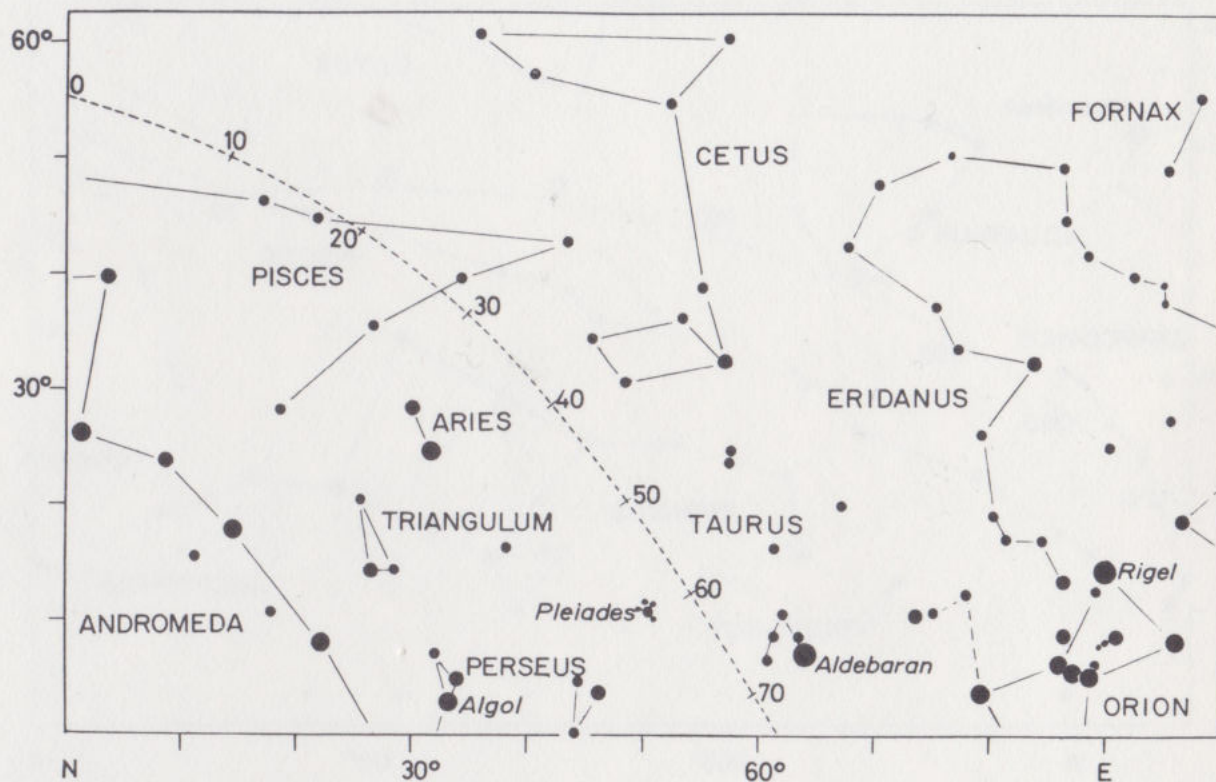 60°
0
FORNAX
10
CETUS
20
PISCES
30
30°
ERIDANUS
40
ARIES
50
TRIANGULUM
TAURUS
Rigel
60
Pleiades
ANDROMEDA
PERSEUS
Aldebaran
70
Algol
ORION
N
30°
60°
E